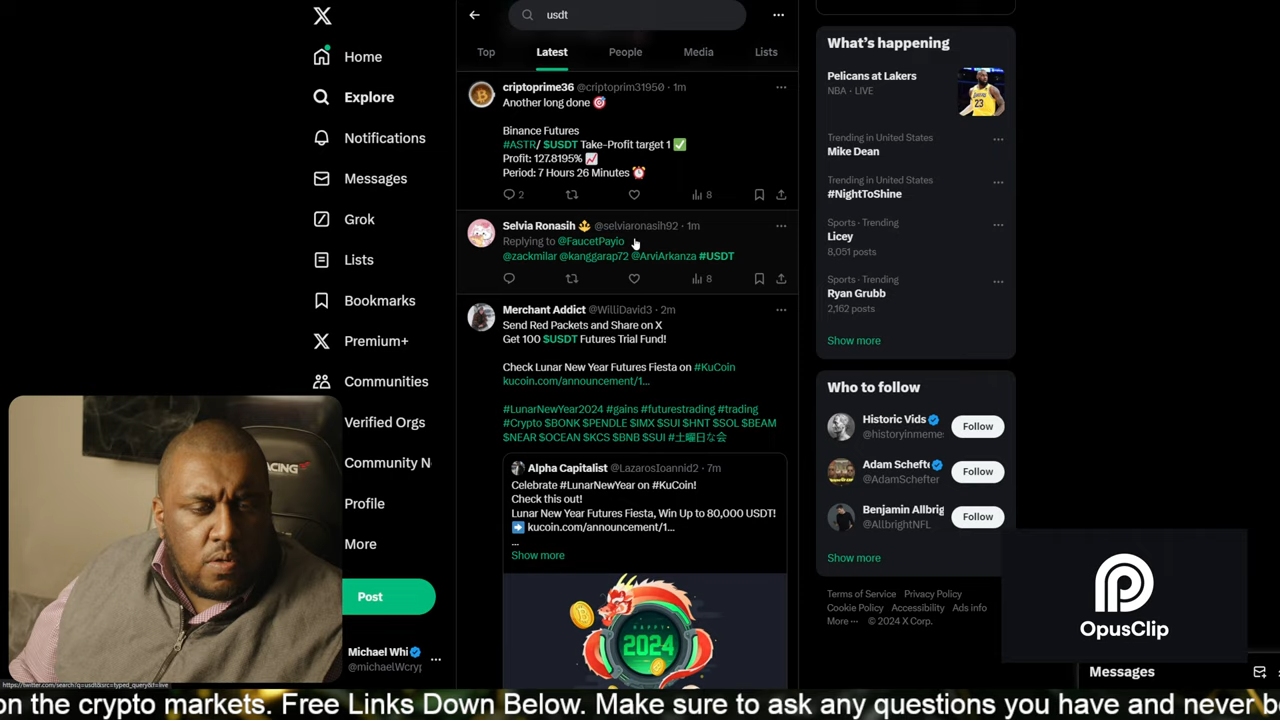 usdt
Top
Latest
People
Media
Lists
Home
Explore
Notifications
Messages
Grok
Lists
Bookmarks
Premium+
Communities
Verified Orgs
Community N
Profile
More
Post
Michael Whi
@michaelWcryp
https://twitter.com/search?q=usdt&src=typed_query&f=live
RACING
criptoprime36 @criptoprim31950 · 1m
Another long done 🎯
Binance Futures
#ASTR/ $USDT Take-Profit target 1 ✅
Profit: 127.8195% 📈
Period: 7 Hours 26 Minutes ⏰
2
8
Selvia Ronasih @selviaronasih92 · 1m
Replying to @FaucetPayio
@zackmilar @kanggarap72 @ArviArkanza #USDT
8
Merchant Addict @WilliDavid3 · 2m
Send Red Packets and Share on X
Get 100 $USDT Futures Trial Fund!
Check Lunar New Year Futures Fiesta on #KuCoin
kucoin.com/announcement/1...
#LunarNewYear2024 #gains #futurestrading #trading
#Crypto $BONK $PENDLE $IMX $SUI $HNT $SOL $BEAM
$NEAR $OCEAN $KCS $BNB $SUI #土曜日な会
Alpha Capitalist @LazarosIoannid2 · 7m
Celebrate #LunarNewYear on #KuCoin!
Check this out!
Lunar New Year Futures Fiesta, Win Up to 80,000 USDT!
➡️ kucoin.com/announcement/1...
...
Show more
HAPPY
2024
What's happening
Pelicans at Lakers
NBA · LIVE
Trending in United States
Mike Dean
Trending in United States
#NightToShine
Sports · Trending
Licey
8,051 posts
Sports · Trending
Ryan Grubb
2,162 posts
Show more
Who to follow
Historic Vids
@historyinmeme
Follow
Adam Schefte
@AdamSchefter
Follow
Benjamin Allbrig
@AllbrightNFL
Follow
Show more
Terms of Service Privacy Policy
Cookie Policy Accessibility Ads info
More ··· © 2024 X Corp.
OpusClip
Messages
on the crypto markets. Free Links Down Below. Make sure to ask any questions you have and never be